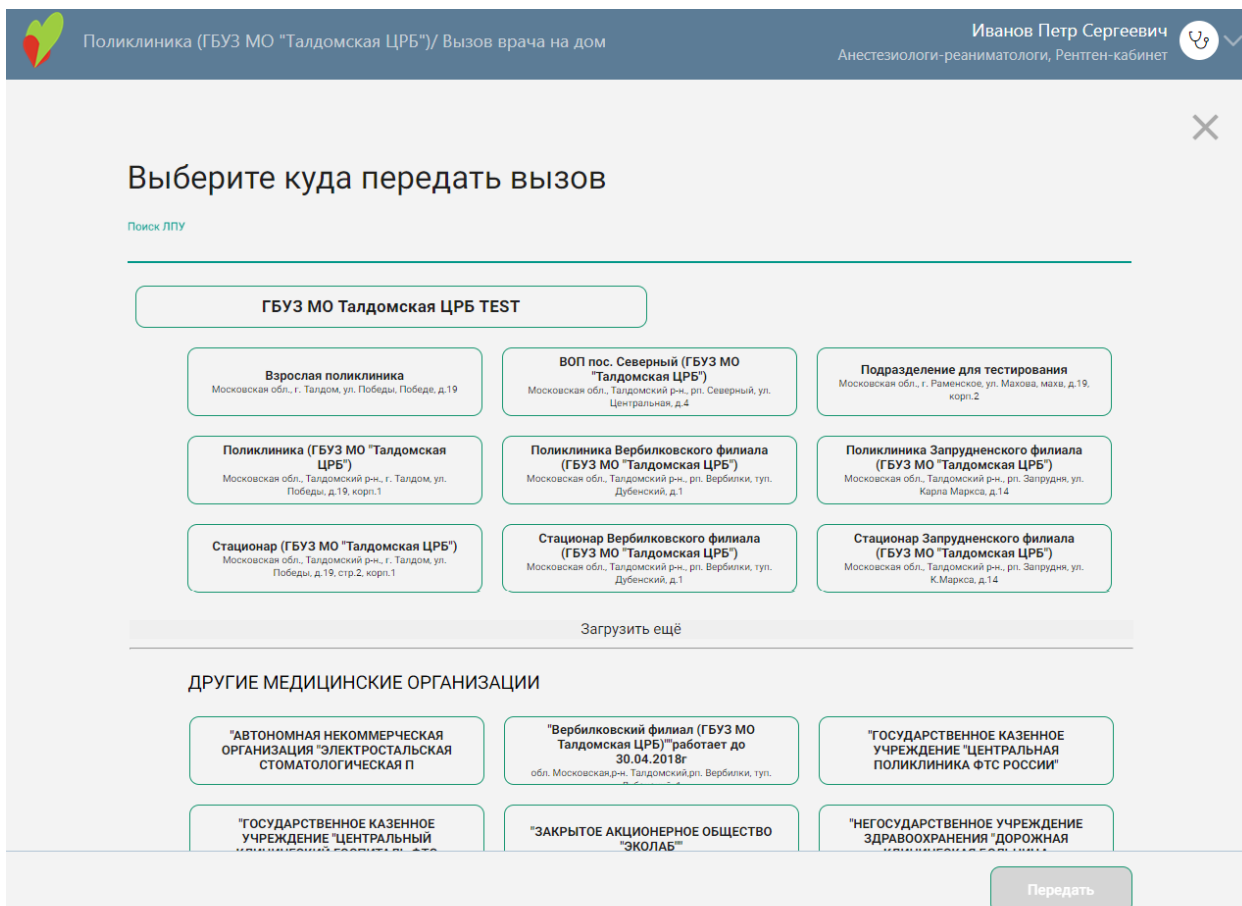 Поликлиника (ГБУЗ МО "Талдомская ЦРБ")/ Вызов врача на дом
Иванов Петр Сергеевич
Анестезиологи-реаниматологи, Рентген-кабинет
Выберите куда передать вызов
Поиск ЛПУ
ГБУЗ МО Талдомская ЦРБ TEST
Взрослая поликлиника
Московская обл., г. Талдом, ул. Победы, Победе, д.19
ВОП пос. Северный (ГБУЗ МО
"Талдомская ЦРБ")
Московская обл., Талдомский р-н., рп. Северный, ул.
Центральная, д.4
Подразделение для тестирования
Московская обл., г. Раменское, ул. Махова, махв, д.19,
корп.2
Поликлиника (ГБУЗ МО "Талдомская
ЦРБ")
Московская обл., Талдомский р-н., г. Талдом, ул.
Победы, д.19, корп.1
Поликлиника Вербилковского филиала
(ГБУЗ МО "Талдомская ЦРБ")
Московская обл., Талдомский р-н., рп. Вербилки, туп.
Дубенский, д.1
Поликлиника Запрудненского филиала
(ГБУЗ МО "Талдомская ЦРБ")
Московская обл., Талдомский р-н., рп. Запрудня, ул.
Карла Маркса, д.14
Стационар (ГБУЗ МО "Талдомская ЦРБ")
Московская обл., Талдомский р-н., г. Талдом, ул.
Победы, д.19, стр.2, корп.1
Стационар Вербилковского филиала
(ГБУЗ МО "Талдомская ЦРБ")
Московская обл., Талдомский р-н., рп. Вербилки, туп.
Дубенский, д.1
Стационар Запрудненского филиала
(ГБУЗ МО "Талдомская ЦРБ")
Московская обл., Талдомский р-н., рп. Запрудня, ул.
К.Маркса, д.14
Загрузить ещё
ДРУГИЕ МЕДИЦИНСКИЕ ОРГАНИЗАЦИИ
"АВТОНОМНАЯ НЕКОММЕРЧЕСКАЯ
ОРГАНИЗАЦИЯ "ЭЛЕКТРОСТАЛЬСКАЯ
СТОМАТОЛОГИЧЕСКАЯ П
"Вербилковский филиал (ГБУЗ МО
Талдомская ЦРБ)""работает до
30.04.2018г
обл. Московская,р-н. Талдомский,рп. Вербилки, туп.
"ГОСУДАРСТВЕННОЕ КАЗЕННОЕ
УЧРЕЖДЕНИЕ "ЦЕНТРАЛЬНАЯ
ПОЛИКЛИНИКА ФТС РОССИИ"
"ГОСУДАРСТВЕННОЕ КАЗЕННОЕ
УЧРЕЖДЕНИЕ "ЦЕНТРАЛЬНЫЙ
"ЗАКРЫТОЕ АКЦИОНЕРНОЕ ОБЩЕСТВО
"ЭКОЛАБ""
"НЕГОСУДАРСТВЕННОЕ УЧРЕЖДЕНИЕ
ЗДРАВООХРАНЕНИЯ "ДОРОЖНАЯ
Передать